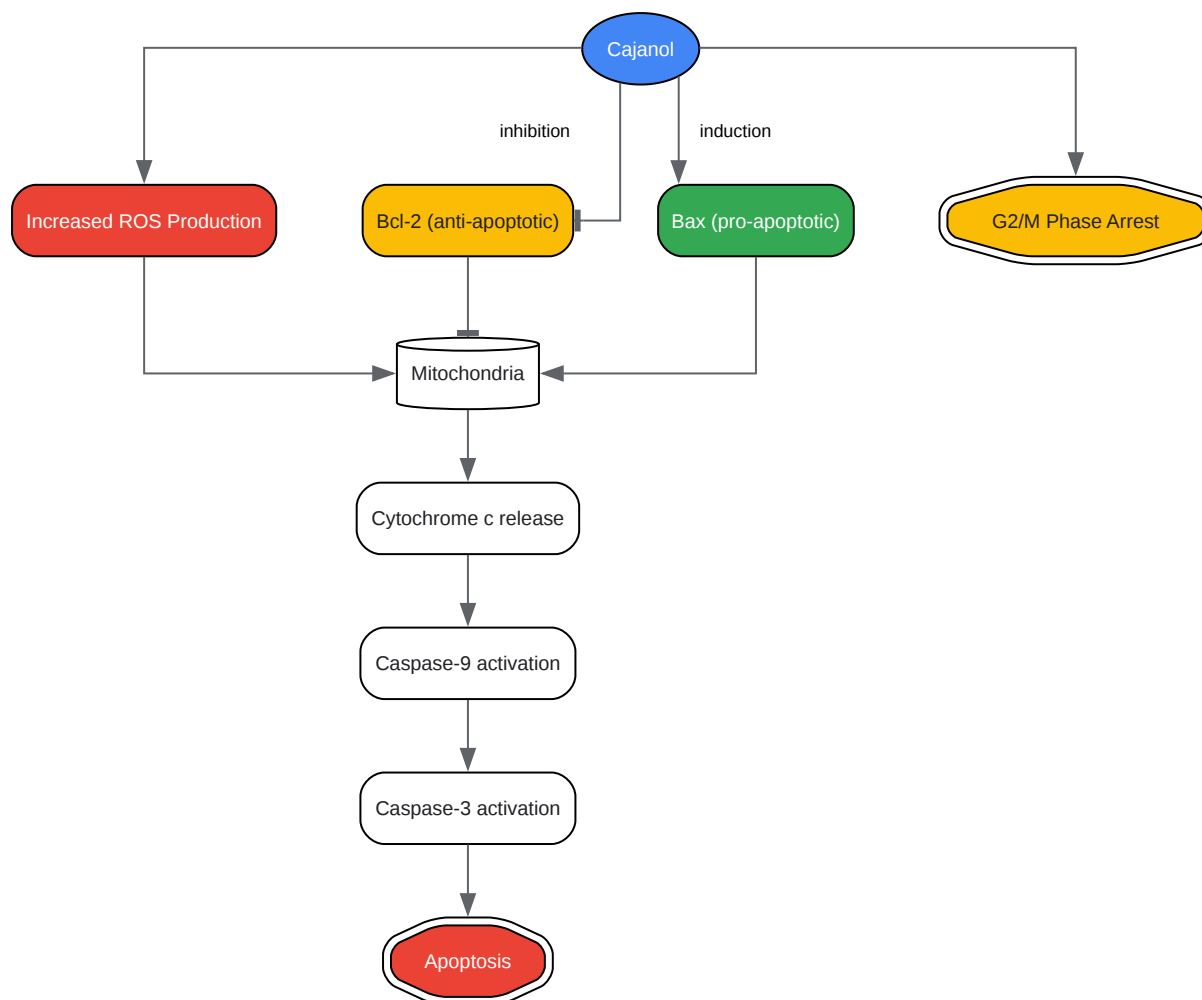 Cajanol
inhibition
induction
Increased ROS Production
Bcl-2 (anti-apoptotic)
Bax (pro-apoptotic)
G2/M Phase Arrest
Mitochondria
Cytochrome c release
Caspase-9 activation
Caspase-3 activation
Apoptosis